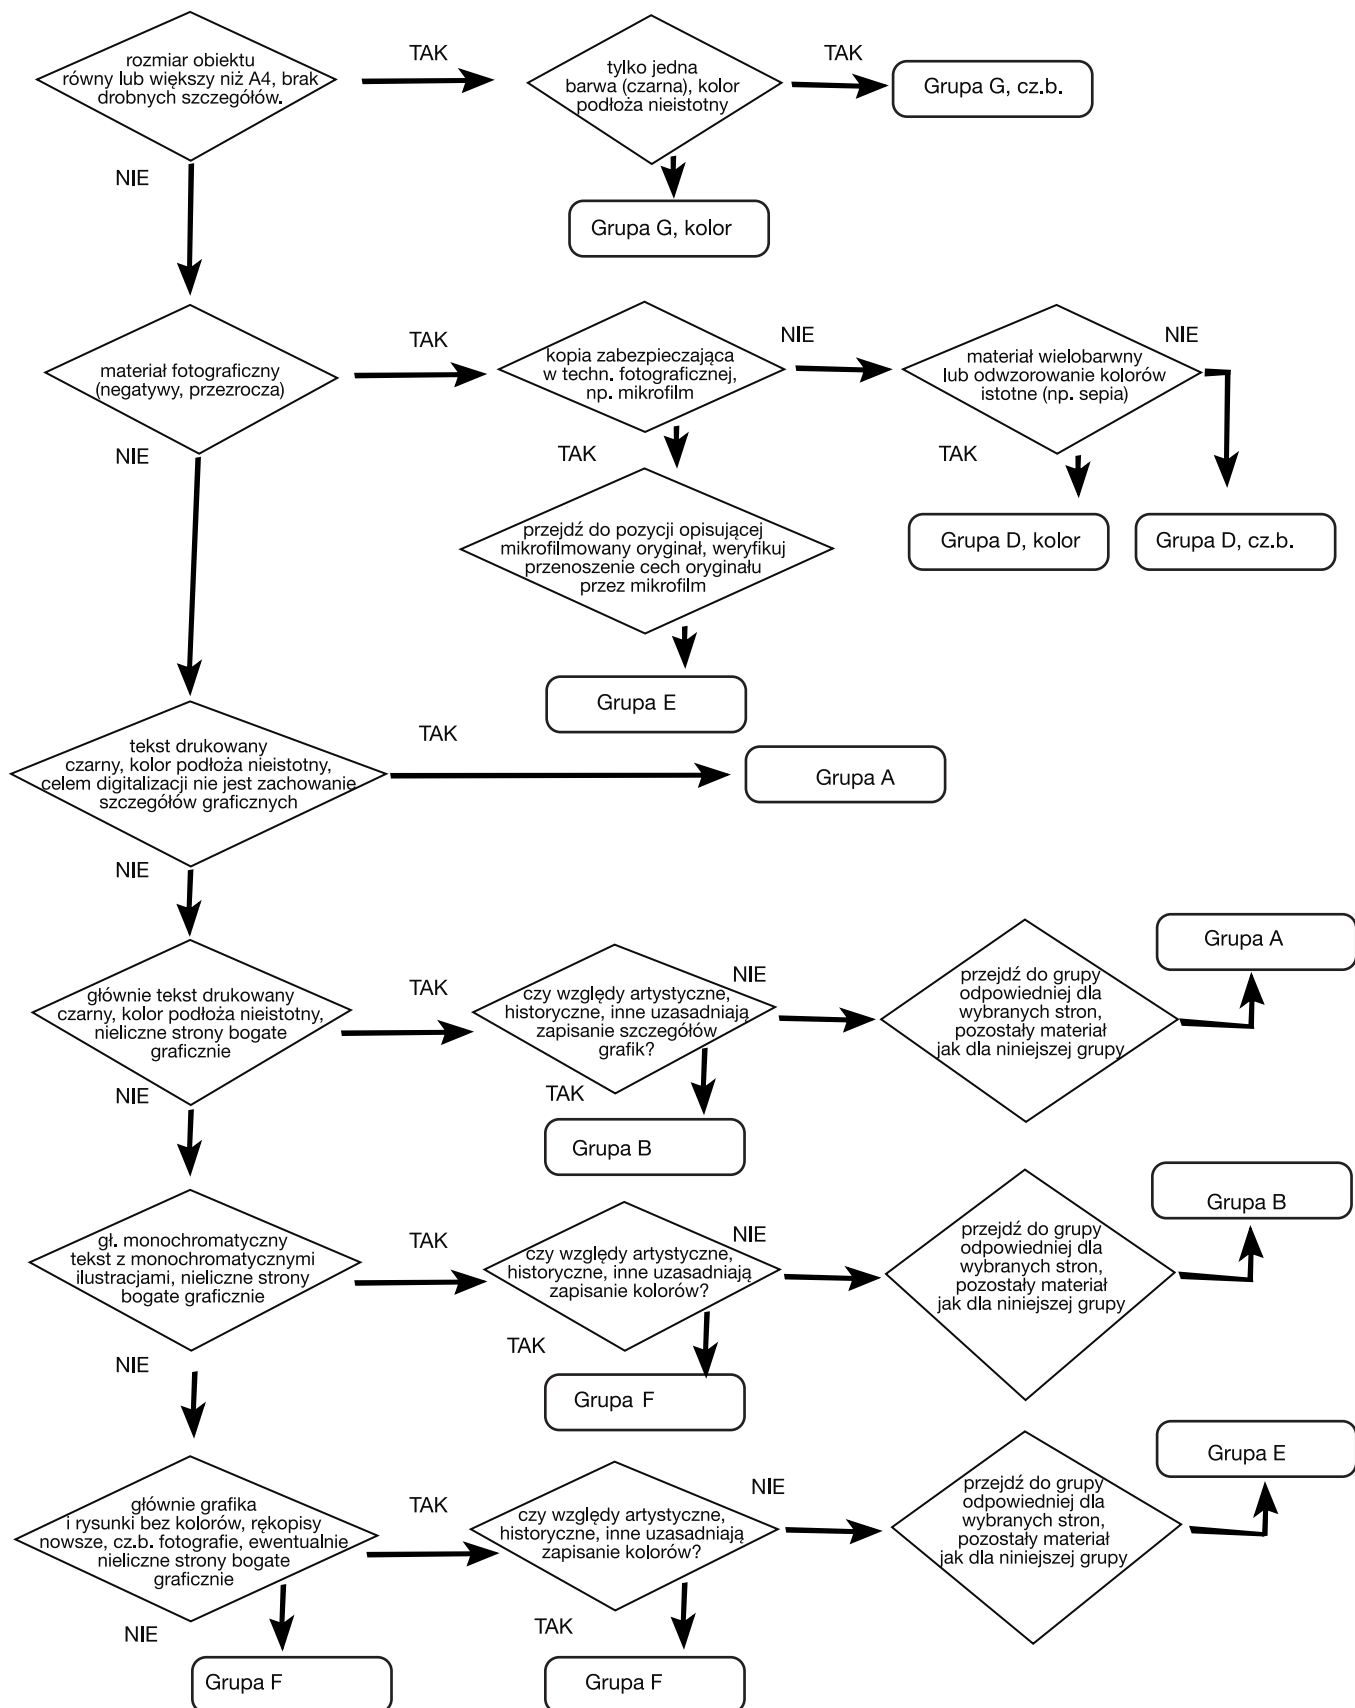 rozmiar obiektu
równy lub większy niż A4, brak
drobnych szczegółów.
TAK
tylko jedna
barwa (czarna), kolor
podłoża nieistotny
TAK
Grupa G, cz.b.
NIE
Grupa G, kolor
materiał fotograficzny
(negatywy, przezrocza)
TAK
kopia zabezpieczająca
w techn. fotograficznej,
np. mikrofilm
NIE
materiał wielobarwny
lub odwzorowanie kolorów
istotne (np. sepia)
NIE
NIE
TAK
TAK
przejdź do pozycji opisującej
mikrofilmowany oryginał, weryfikuj
przenoszenie cech oryginału
przez mikrofilm
Grupa D, kolor
Grupa D, cz.b.
Grupa E
tekst drukowany
czarny, kolor podłoża nieistotny,
celem digitalizacji nie jest zachowanie
szczegółów graficznych
TAK
Grupa A
NIE
głównie tekst drukowany
czarny, kolor podłoża nieistotny,
nieliczne strony bogate
graficznie
TAK
czy względy artystyczne,
historyczne, inne uzasadniają
zapisanie szczegółów
grafik?
NIE
przejdź do grupy
odpowiedniej dla
wybranych stron,
pozostały materiał
jak dla niniejszej grupy
Grupa A
NIE
TAK
Grupa B
gł. monochromatyczny
tekst z monochromatycznymi
ilustracjami, nieliczne strony
bogate graficznie
TAK
czy względy artystyczne,
historyczne, inne uzasadniają
zapisanie kolorów?
NIE
przejdź do grupy
odpowiedniej dla
wybranych stron,
pozostały materiał
jak dla niniejszej grupy
Grupa B
NIE
TAK
Grupa F
głównie grafika
i rysunki bez kolorów, rękopisy
nowsze, cz.b. fotografie, ewentualnie
nieliczne strony bogate
graficznie
TAK
czy względy artystyczne,
historyczne, inne uzasadniają
zapisanie kolorów?
NIE
przejdź do grupy
odpowiedniej dla
wybranych stron,
pozostały materiał
jak dla niniejszej grupy
Grupa E
NIE
TAK
Grupa F
Grupa F